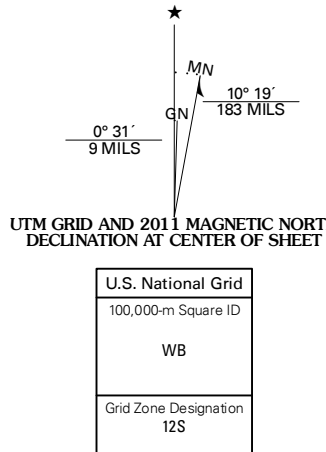 ★
MN
10° 19´
183 MILS
GN
0° 31´
9 MILS
UTM GRID AND 2011 MAGNETIC NORT
DECLINATION AT CENTER OF SHEET
U.S. National Grid
100,000-m Square ID
WB
Grid Zone Designation
12S